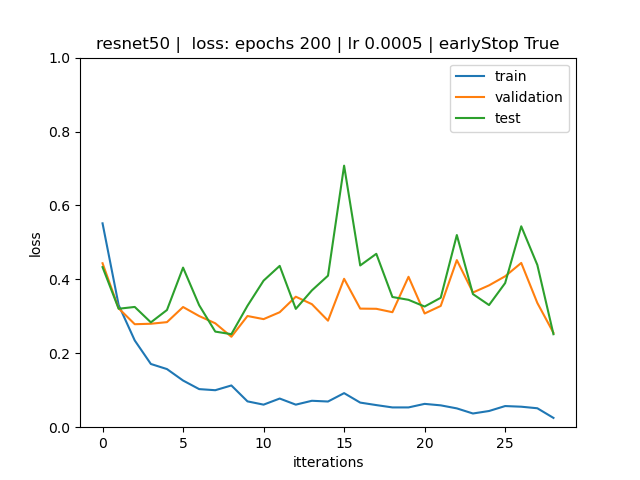 resnet50 |  loss: epochs 200 | lr 0.0005 | earlyStop True
1.0
0.8
0.6
0.4
0.2
0.0
loss
train
validation
test
0
5
10
15
20
25
itterations